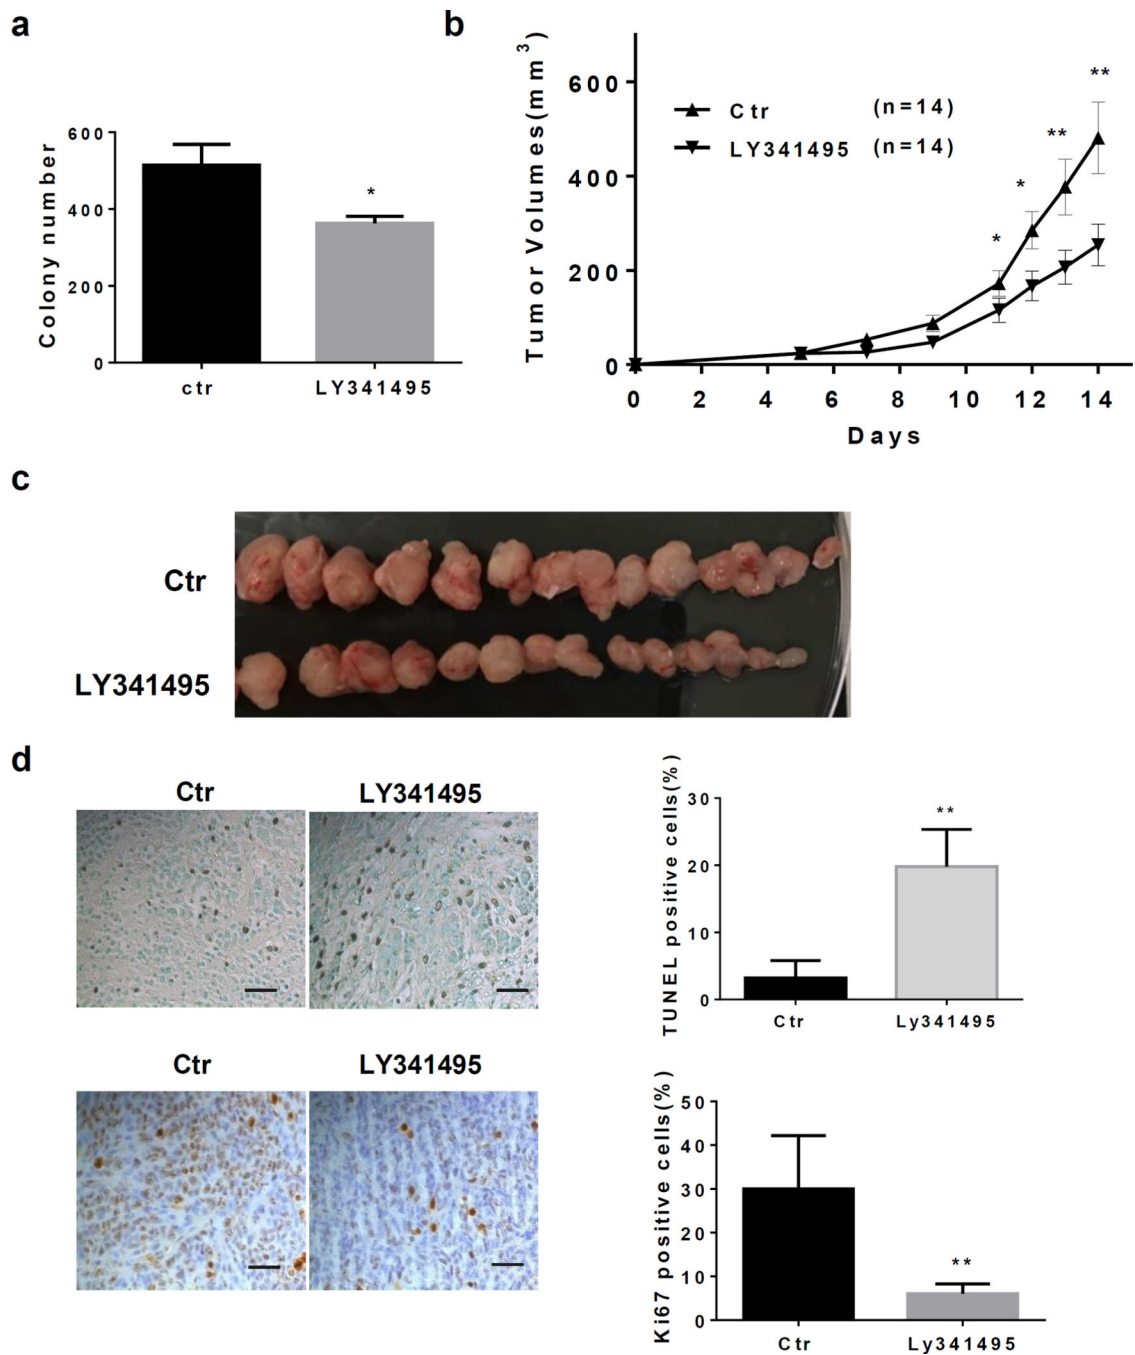 a
Colony number
600
400
200
0
ctr
LY341495
*
b
Tumor Volumes(mm³)
600
400
200
0
Ctr (n=14)
LY341495 (n=14)
* * ** **
0 2 4 6 8 10 12 14
Days
c
Ctr
LY341495
d
Ctr
LY341495
TUNEL positive cells(%)
30
20
10
0
**
Ctr
Ly341495
Ctr
LY341495
Ki67 positive cells(%)
50
40
30
20
10
0
**
Ctr
Ly341495